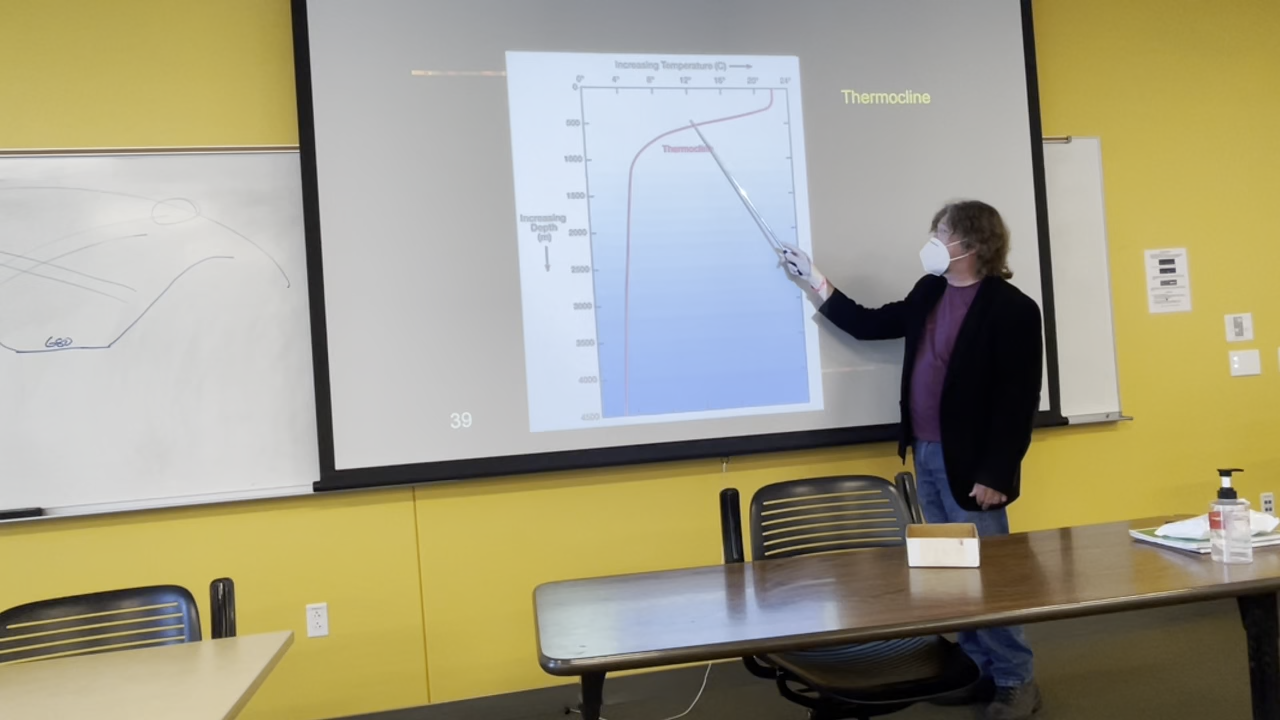 Increasing Temperature (C)
0° 4° 8° 12° 16° 20° 24°
Thermocline
0
500
1000
1500
2000
2500
3000
3500
4000
4500
Thermocline
Increasing
Depth
(m)
39